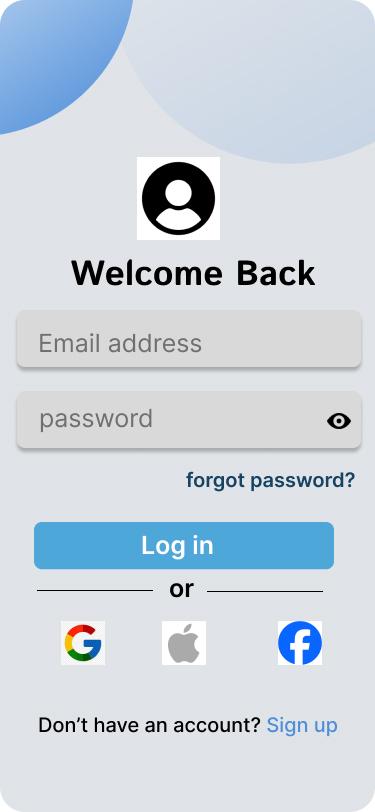 Welcome Back
Email address
password
forgot password?
Log in
or
Don’t have an account? Sign up